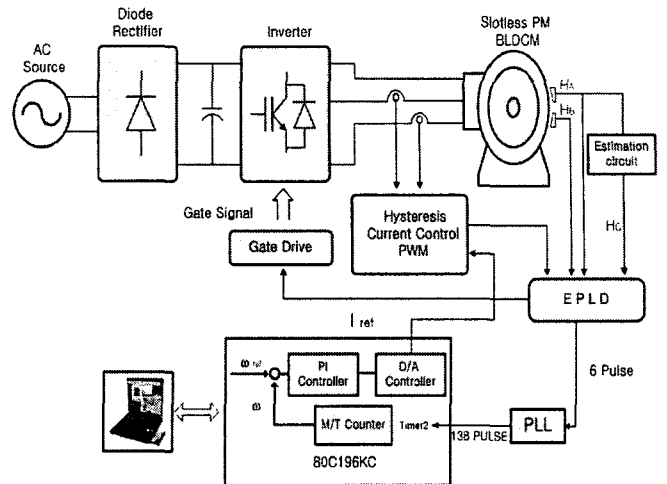 Diode
Rectifier
AC
Source
Inverter
Slotless PM
BLDCM
HA
Hb
Estimation
circuit
HC
Gate Signal
Gate Drive
Hysteresis
Current Control
PWM
EPLD
I ref
ω ref
PI
Controller
D/A
Controller
6 Pulse
ω
M/T Counter
Timer2
138 PULSE
PLL
80C196KC